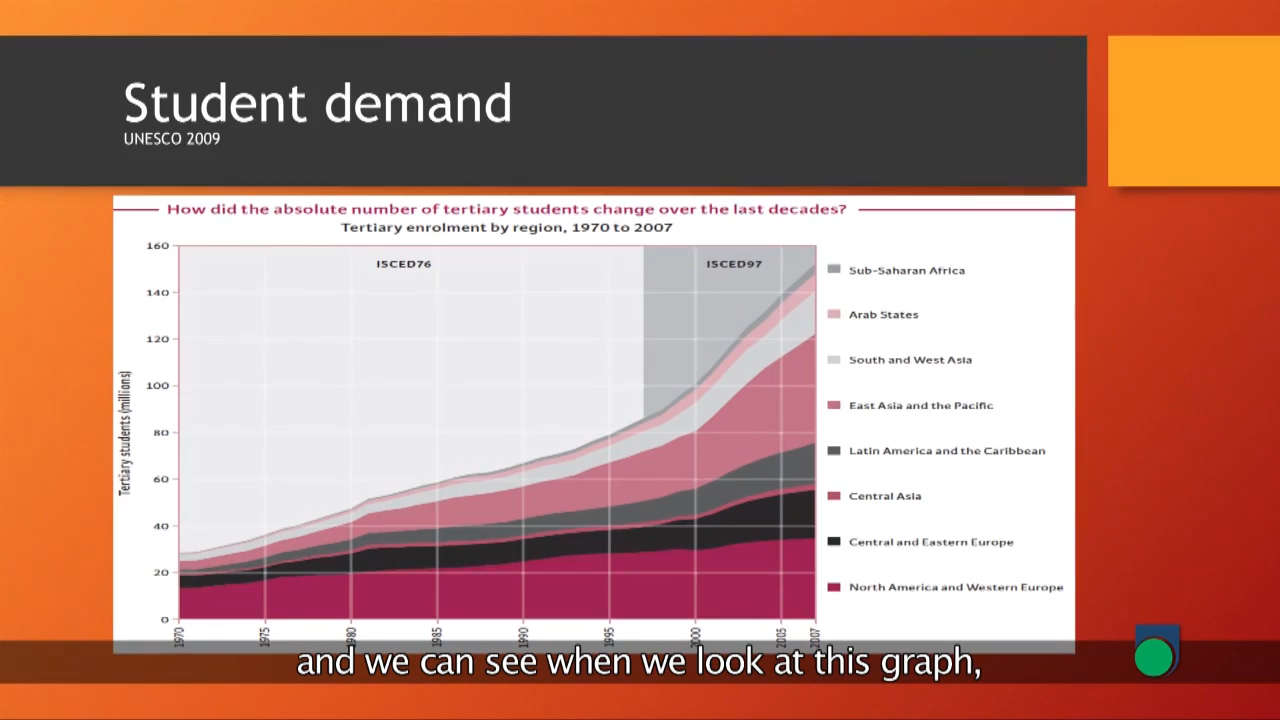 Student demand
UNESCO 2009
How did the absolute number of tertiary students change over the last decades?
Tertiary enrolment by region, 1970 to 2007
160
140
120
100
80
60
40
20
0
Tertiary students (millions)
ISCED76
ISCED97
1970
1975
1980
1985
1990
1995
2000
2005
2007
Sub-Saharan Africa
Arab States
South and West Asia
East Asia and the Pacific
Latin America and the Caribbean
Central Asia
Central and Eastern Europe
North America and Western Europe
and we can see when we look at this graph,